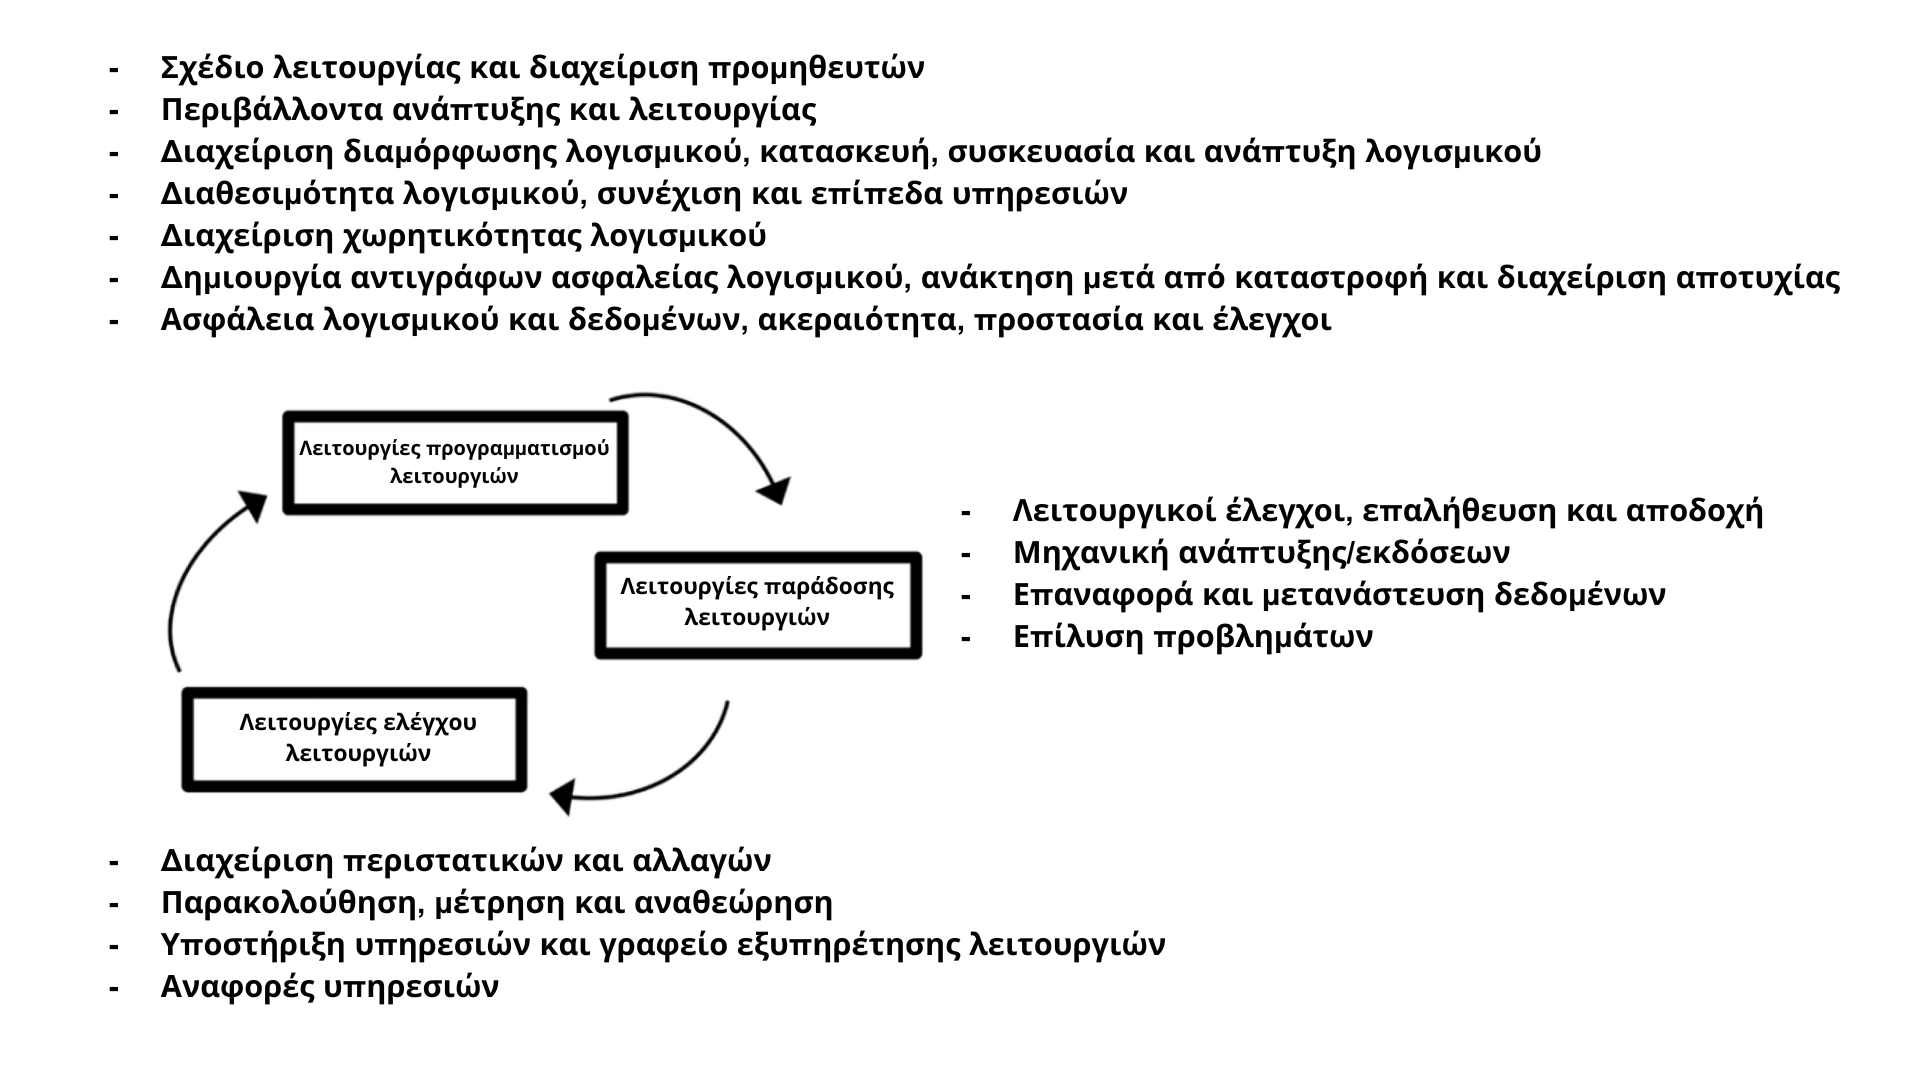 - Σχέδιο λειτουργίας και διαχείριση προμηθευτών
- Περιβάλλοντα ανάπτυξης και λειτουργίας
- Διαχείριση διαμόρφωσης λογισμικού, κατασκευή, συσκευασία και ανάπτυξη λογισμικού
- Διαθεσιμότητα λογισμικού, συνέχιση και επίπεδα υπηρεσιών
- Διαχείριση χωρητικότητας λογισμικού
- Δημιουργία αντιγράφων ασφαλείας λογισμικού, ανάκτηση μετά από καταστροφή και διαχείριση αποτυχίας
- Ασφάλεια λογισμικού και δεδομένων, ακεραιότητα, προστασία και έλεγχοι
Λειτουργίες προγραμματισμού
λειτουργιών
Λειτουργίες παράδοσης
λειτουργιών
- Λειτουργικοί έλεγχοι, επαλήθευση και αποδοχή
- Μηχανική ανάπτυξης/εκδόσεων
- Επαναφορά και μετανάστευση δεδομένων
- Επίλυση προβλημάτων
Λειτουργίες ελέγχου
λειτουργιών
- Διαχείριση περιστατικών και αλλαγών
- Παρακολούθηση, μέτρηση και αναθεώρηση
- Υποστήριξη υπηρεσιών και γραφείο εξυπηρέτησης λειτουργιών
- Αναφορές υπηρεσιών